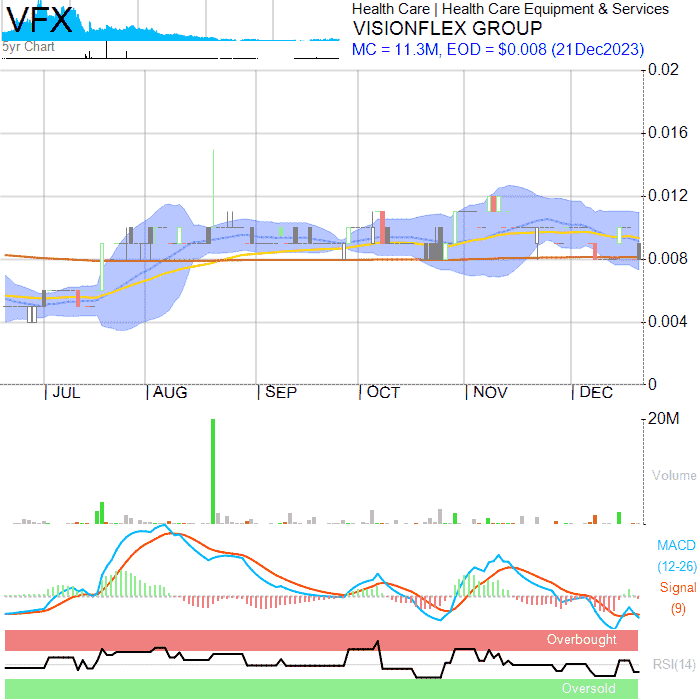 VFX
5yr Chart
Health Care | Health Care Equipment & Services
VISIONFLEX GROUP
MC = 11.3M, EOD = $0.008 (21Dec2023)
0.02
0.016
0.012
0.008
0.004
0
JUL AUG SEP OCT NOV DEC
20M
Volume
MACD
(12-26)
Signal
(9)
Overbought
RSI(14)
Oversold